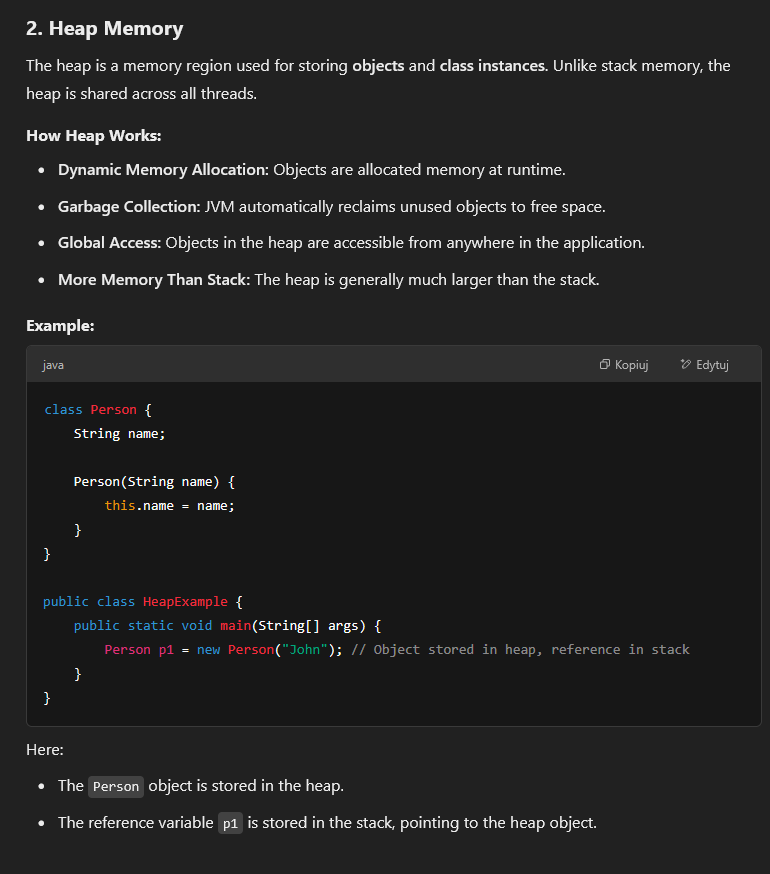 2. Heap Memory
The heap is a memory region used for storing objects and class instances. Unlike stack memory, the
heap is shared across all threads.
How Heap Works:
• Dynamic Memory Allocation: Objects are allocated memory at runtime.
• Garbage Collection: JVM automatically reclaims unused objects to free space.
• Global Access: Objects in the heap are accessible from anywhere in the application.
• More Memory Than Stack: The heap is generally much larger than the stack.
Example:
java Kopiuj Edytuj
class Person {
    String name;
    Person(String name) {
        this.name = name;
    }
}
public class HeapExample {
    public static void main(String[] args) {
        Person p1 = new Person("John"); // Object stored in heap, reference in stack
    }
}
Here:
• The Person object is stored in the heap.
• The reference variable p1 is stored in the stack, pointing to the heap object.